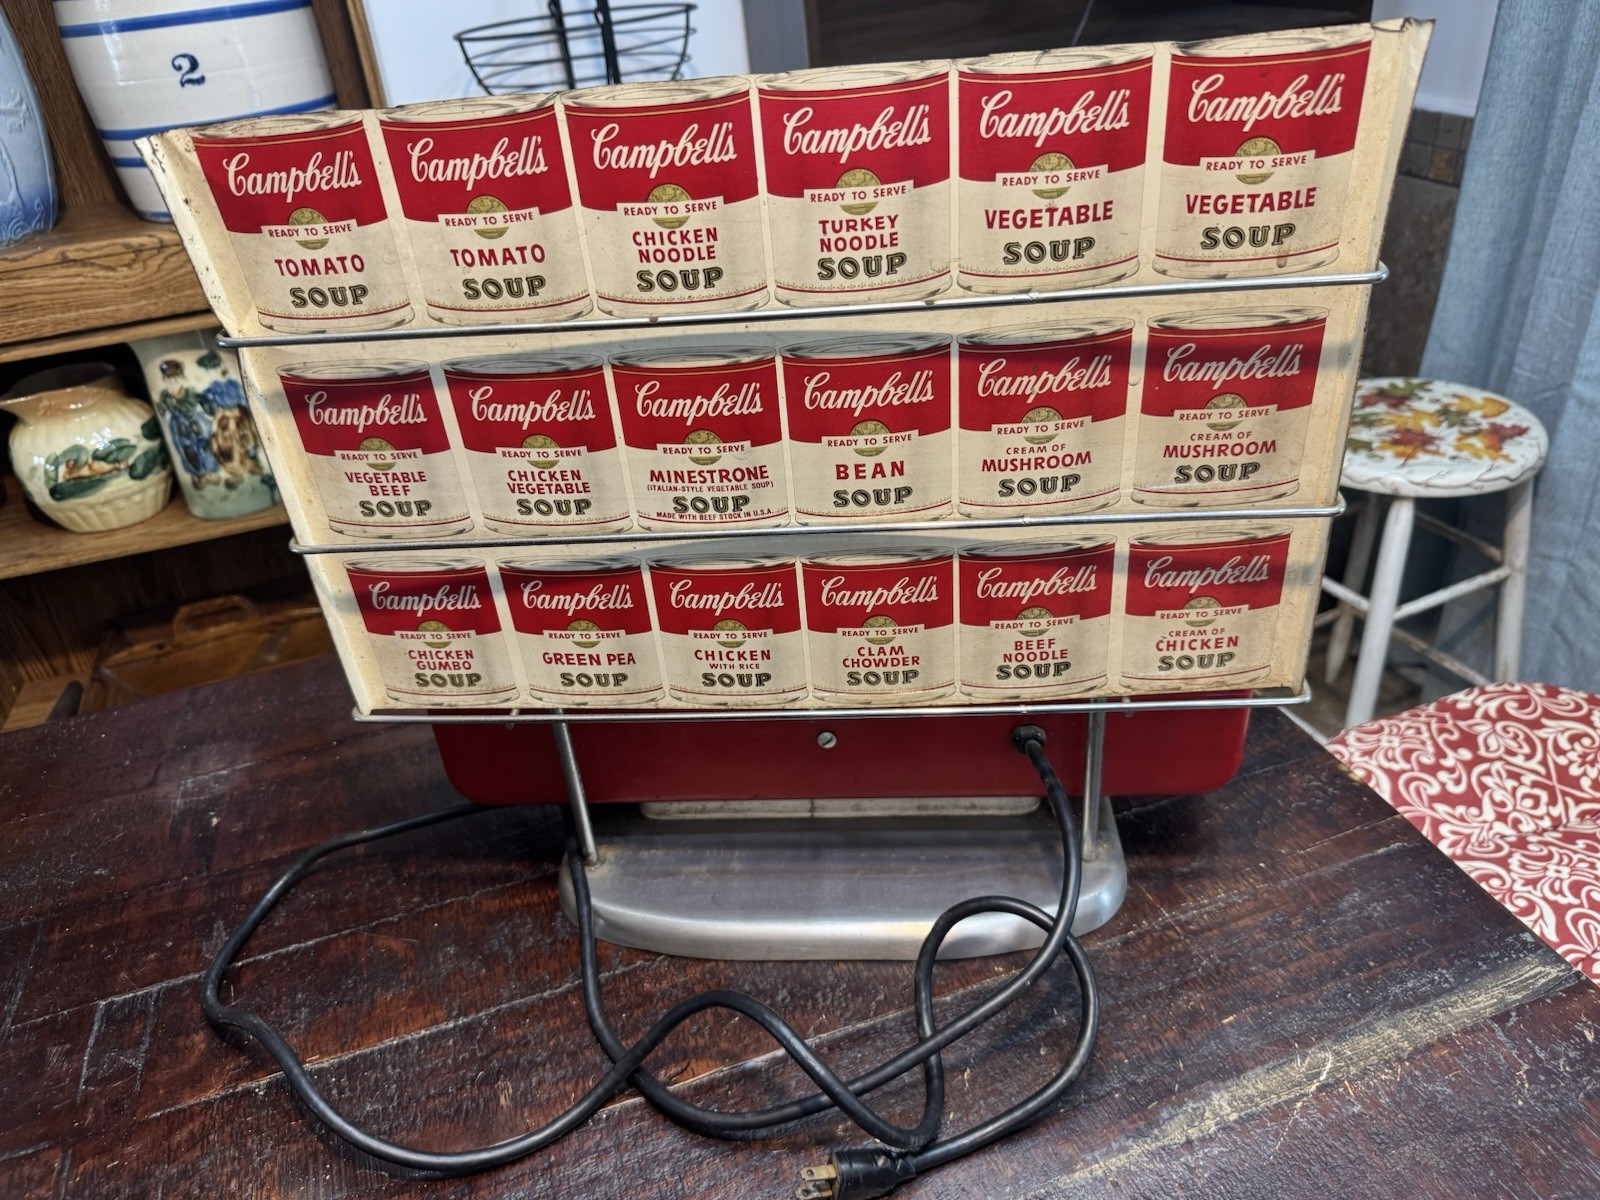 2
Campbell's
READY TO SERVE
TOMATO
SOUP
Campbell's
READY TO SERVE
TOMATO
SOUP
Campbell's
READY TO SERVE
CHICKEN
NOODLE
SOUP
Campbell's
READY TO SERVE
TURKEY
NOODLE
SOUP
Campbell's
READY TO SERVE
VEGETABLE
SOUP
Campbell's
READY TO SERVE
VEGETABLE
SOUP
Campbell's
READY TO SERVE
VEGETABLE
BEEF
SOUP
Campbell's
READY TO SERVE
CHICKEN
VEGETABLE
SOUP
Campbell's
READY TO SERVE
MINESTRONE
(ITALIAN-STYLE VEGETABLE SOUP)
SOUP
MADE WITH BEEF STOCK IN U.S.A.
Campbell's
READY TO SERVE
BEAN
SOUP
Campbell's
READY TO SERVE
CREAM OF
MUSHROOM
SOUP
Campbell's
READY TO SERVE
CREAM OF
MUSHROOM
SOUP
Campbell's
READY TO SERVE
CHICKEN
GUMBO
SOUP
Campbell's
READY TO SERVE
GREEN PEA
SOUP
Campbell's
READY TO SERVE
CHICKEN
WITH RICE
SOUP
Campbell's
READY TO SERVE
CLAM
CHOWDER
SOUP
Campbell's
READY TO SERVE
BEEF
NOODLE
SOUP
Campbell's
READY TO SERVE
CREAM OF
CHICKEN
SOUP